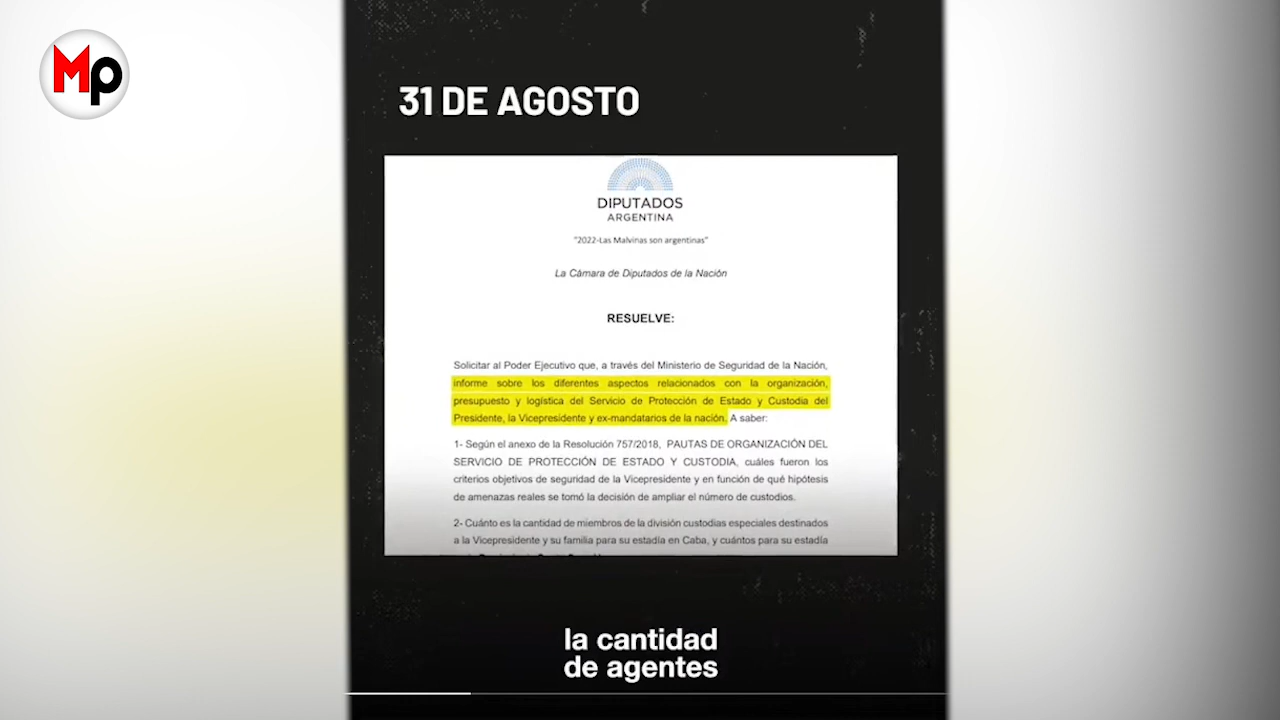 Mp
31 DE AGOSTO
DIPUTADOS
ARGENTINA
"2022-Las Malvinas son argentinas"
La Cámara de Diputados de la Nación
RESUELVE:
Solicitar al Poder Ejecutivo que, a través del Ministerio de Seguridad de la Nación,
informe sobre los diferentes aspectos relacionados con la organización,
presupuesto y logística del Servicio de Protección de Estado y Custodia del
Presidente, la Vicepresidente y ex-mandatarios de la nación. A saber:
1- Según el anexo de la Resolución 757/2018, PAUTAS DE ORGANIZACIÓN DEL
SERVICIO DE PROTECCIÓN DE ESTADO Y CUSTODIA, cuáles fueron los
criterios objetivos de seguridad de la Vicepresidente y en función de qué hipótesis
de amenazas reales se tomó la decisión de ampliar el número de custodios.
2- Cuánto es la cantidad de miembros de la división custodias especiales destinados
a la Vicepresidente y su familia para su estadía en Caba, y cuántos para su estadía
la cantidad
de agentes